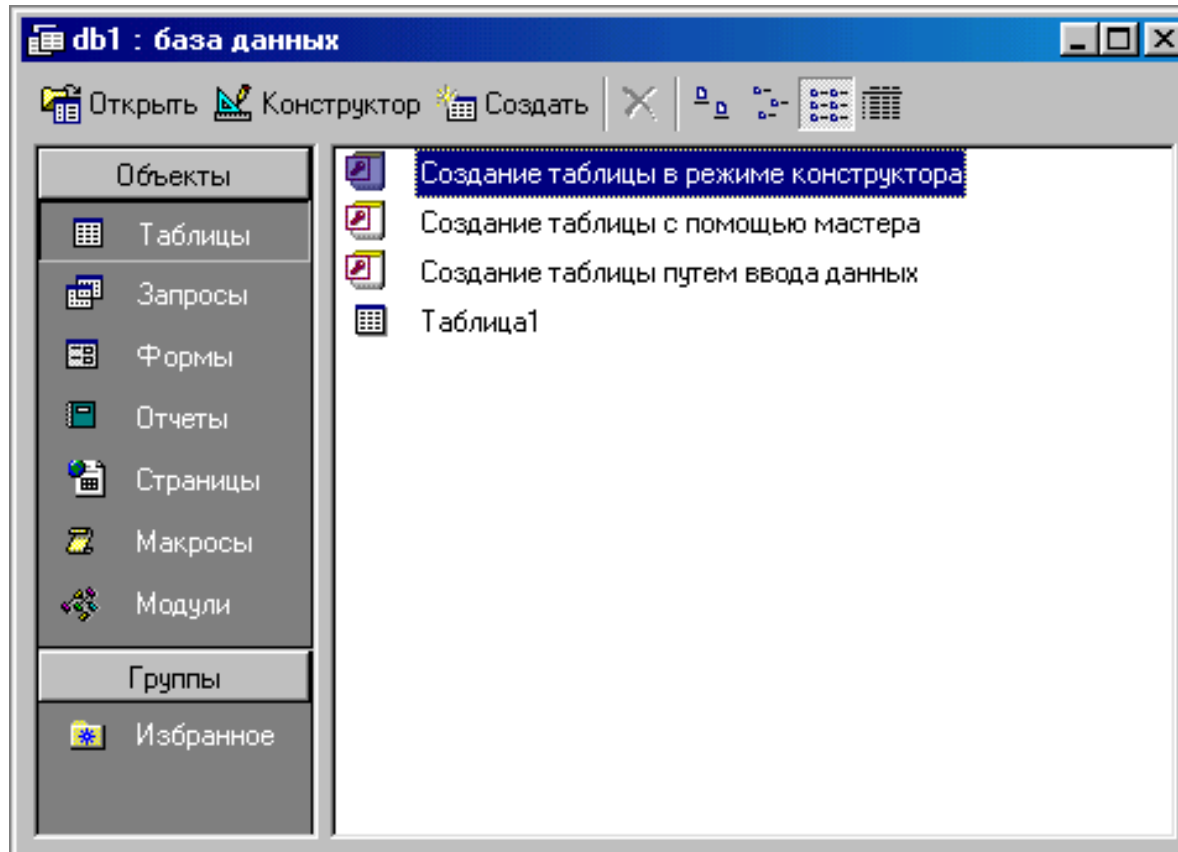 db1 : база данных
Открыть Конструктор Создать
Объекты
Таблицы
Запросы
Формы
Отчеты
Страницы
Макросы
Модули
Группы
Избранное
Создание таблицы в режиме конструктора
Создание таблицы с помощью мастера
Создание таблицы путем ввода данных
Таблица1